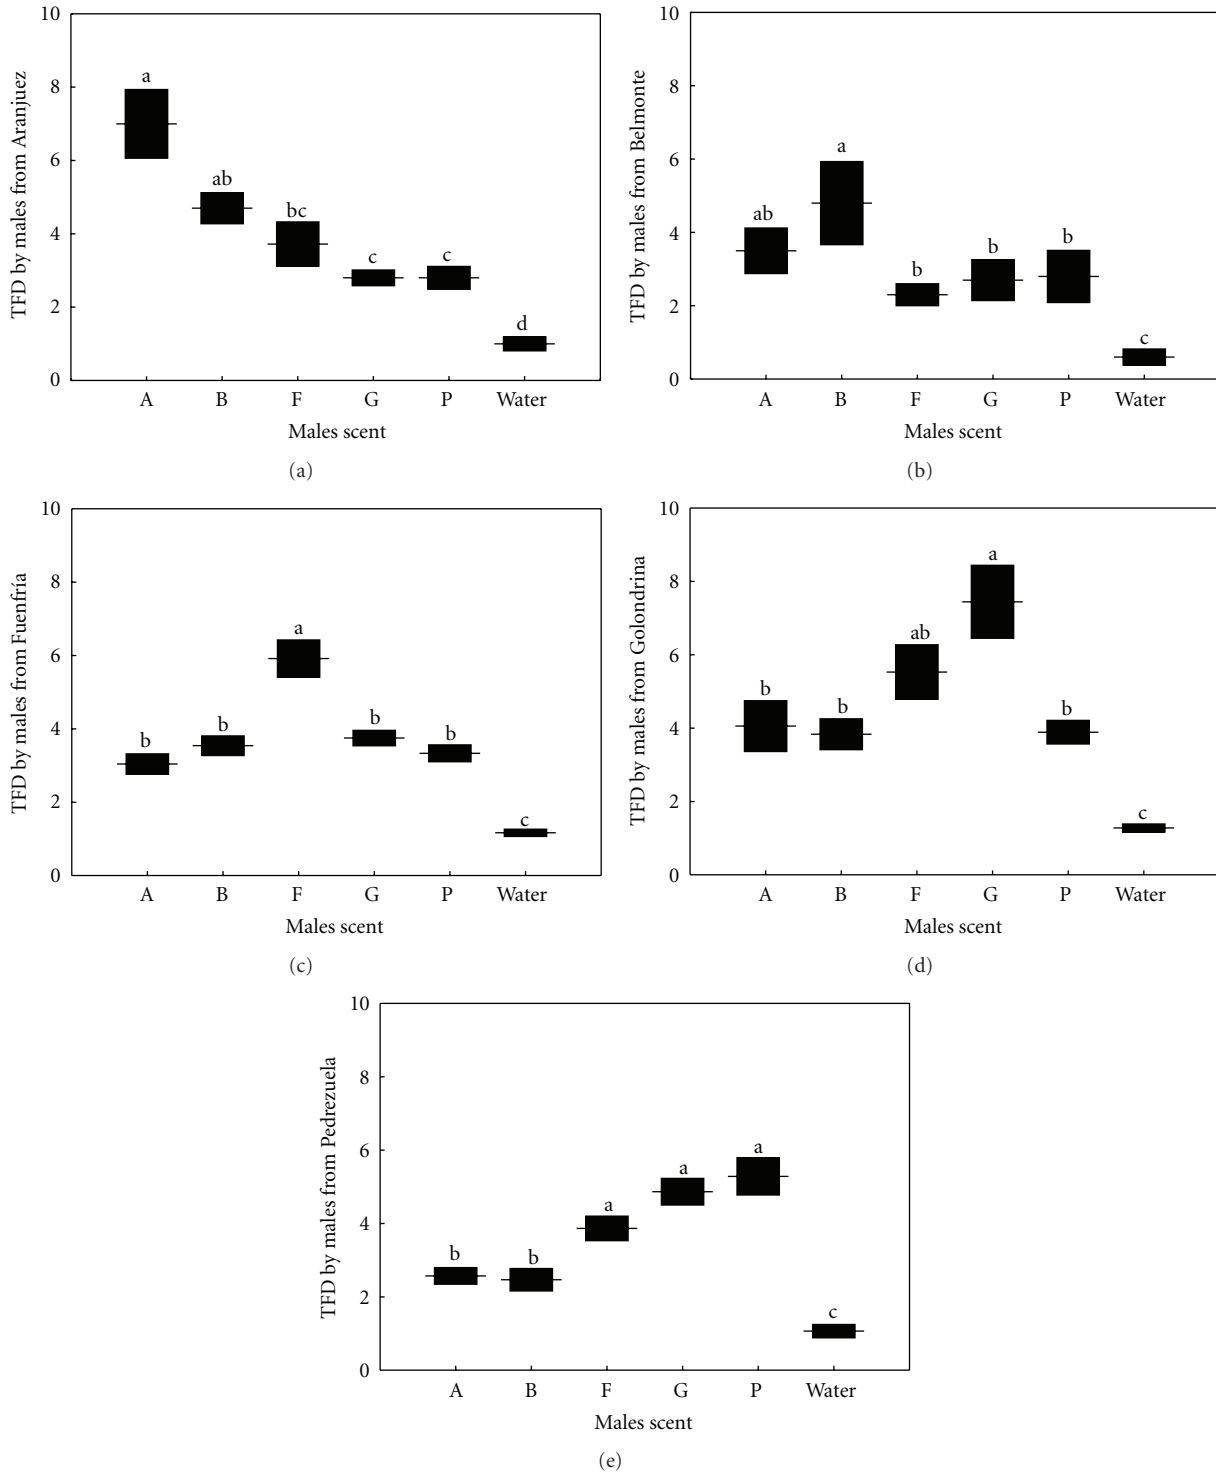 10
8
6
4
2
0
TFD by males from Aranjuez
a
ab
bc
c
c
d
A B F G P Water
Males scent
(a)
10
8
6
4
2
0
TFD by males from Belmonte
ab
a
b
b
b
c
A B F G P Water
Males scent
(b)
10
8
6
4
2
0
TFD by males from Fuenfría
b
b
a
b
b
c
A B F G P Water
Males scent
(c)
10
8
6
4
2
0
TFD by males from Golondrina
b
b
ab
a
b
c
A B F G P Water
Males scent
(d)
10
8
6
4
2
0
TFD by males from Pedrezuela
b
b
a
a
a
c
A B F G P Water
Males scent
(e)